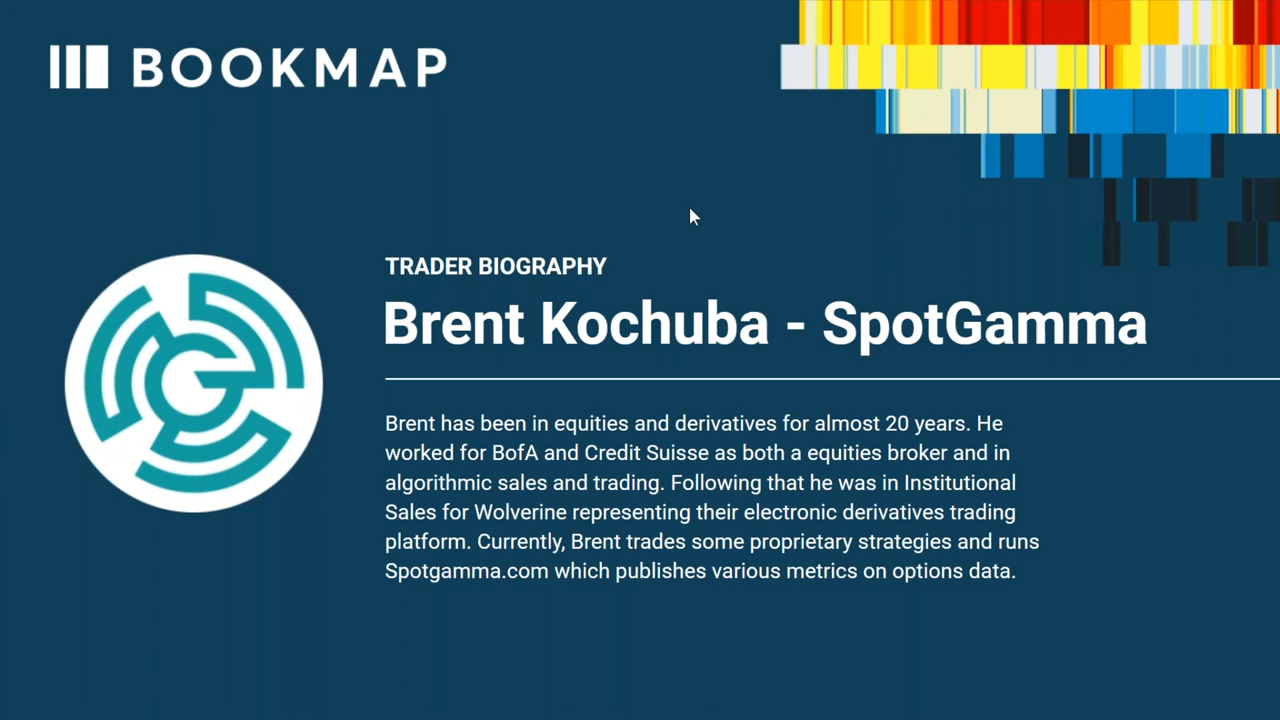 BOOKMAP
TRADER BIOGRAPHY
Brent Kochuba - SpotGamma
Brent has been in equities and derivatives for almost 20 years. He
worked for BofA and Credit Suisse as both a equities broker and in
algorithmic sales and trading. Following that he was in Institutional
Sales for Wolverine representing their electronic derivatives trading
platform. Currently, Brent trades some proprietary strategies and runs
Spotgamma.com which publishes various metrics on options data.